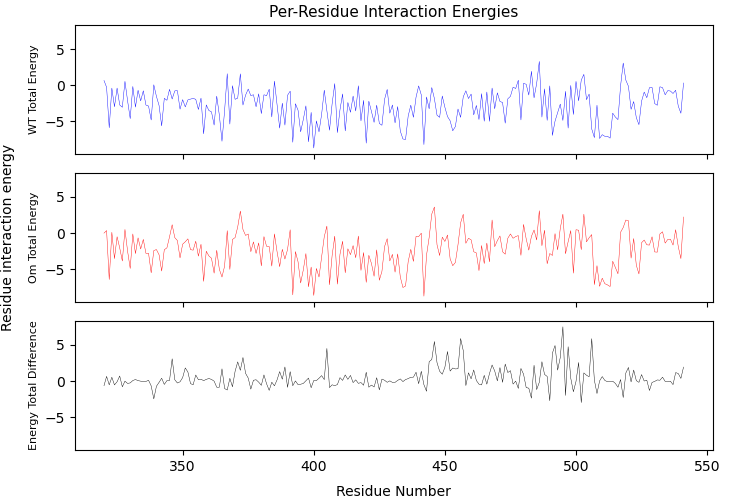 Per-Residue Interaction Energies
Residue interaction energy
WT Total Energy
5
0
−5
Om Total Energy
5
0
−5
Energy Total Difference
5
0
−5
350
400
450
500
550
Residue Number